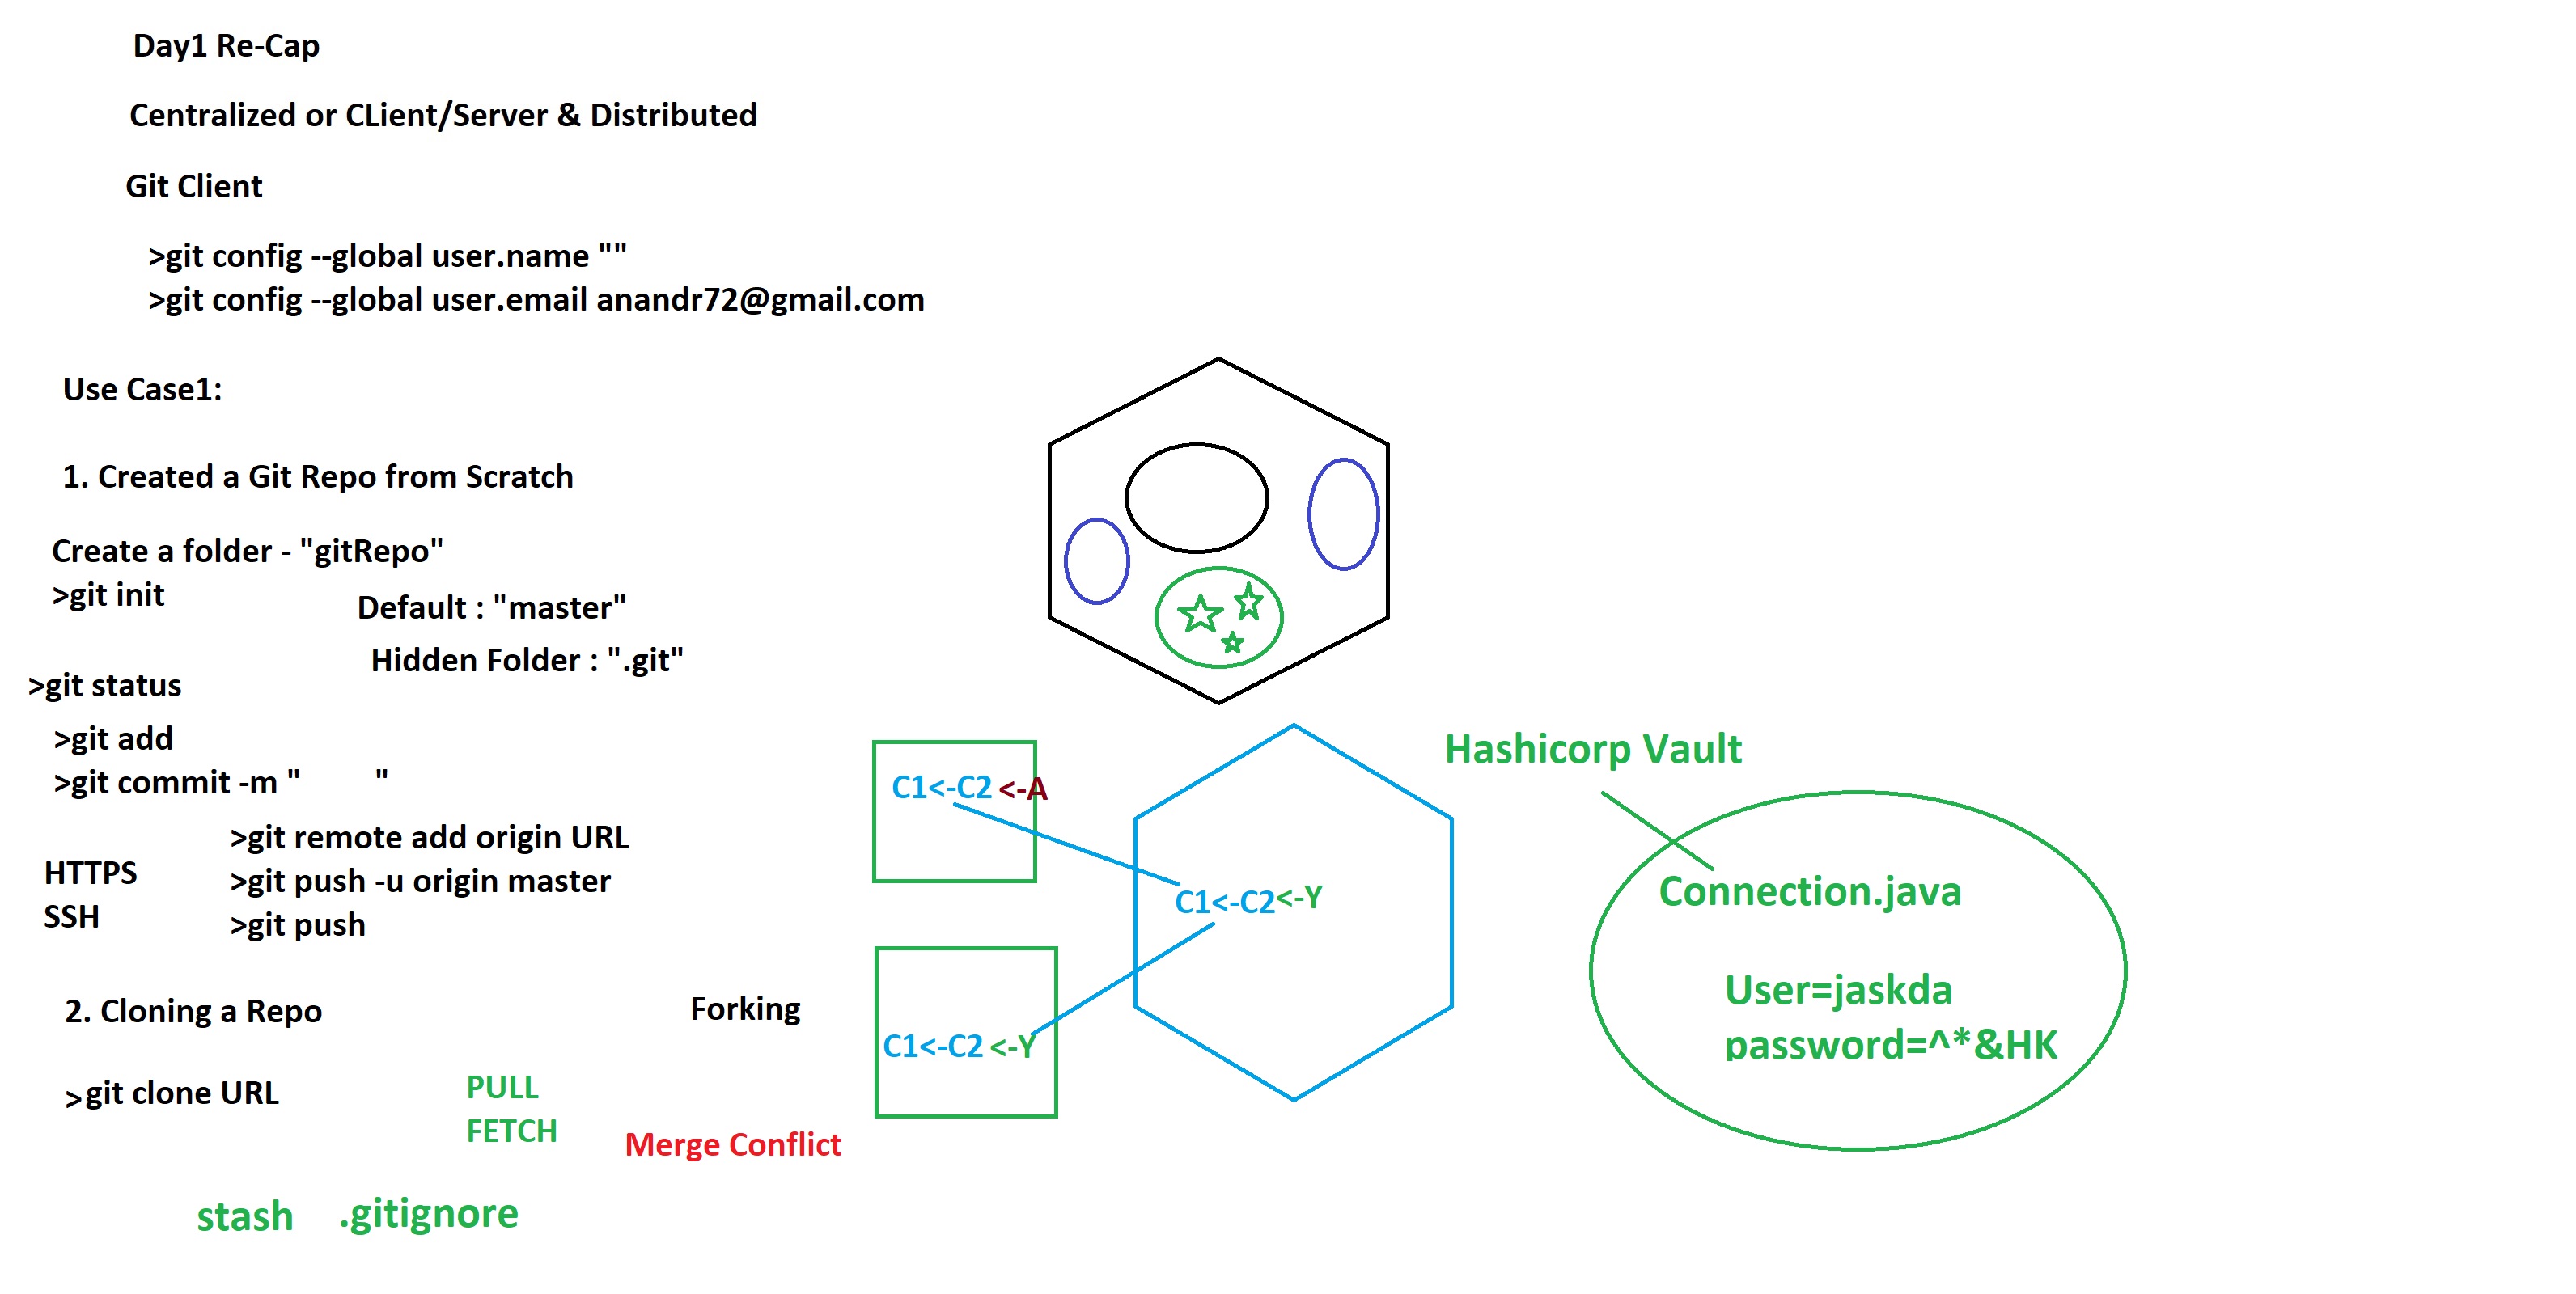 Day1 Re-Cap
Centralized or CLient/Server & Distributed
Git Client
>git config --global user.name ""
>git config --global user.email anandr72@gmail.com
Use Case1:
1. Created a Git Repo from Scratch
Create a folder - "gitRepo"
>git init
Default : "master"
Hidden Folder : ".git"
>git status
>git add
>git commit -m "          "
>git remote add origin URL
HTTPS
>git push -u origin master
SSH
>git push
2. Cloning a Repo
Forking
>git clone URL
PULL
FETCH
Merge Conflict
stash
.gitignore
C1<-C2 <-A
C1<-C2<-Y
C1<-C2 <-Y
Hashicorp Vault
Connection.java
User=jaskda
password=^*&HK